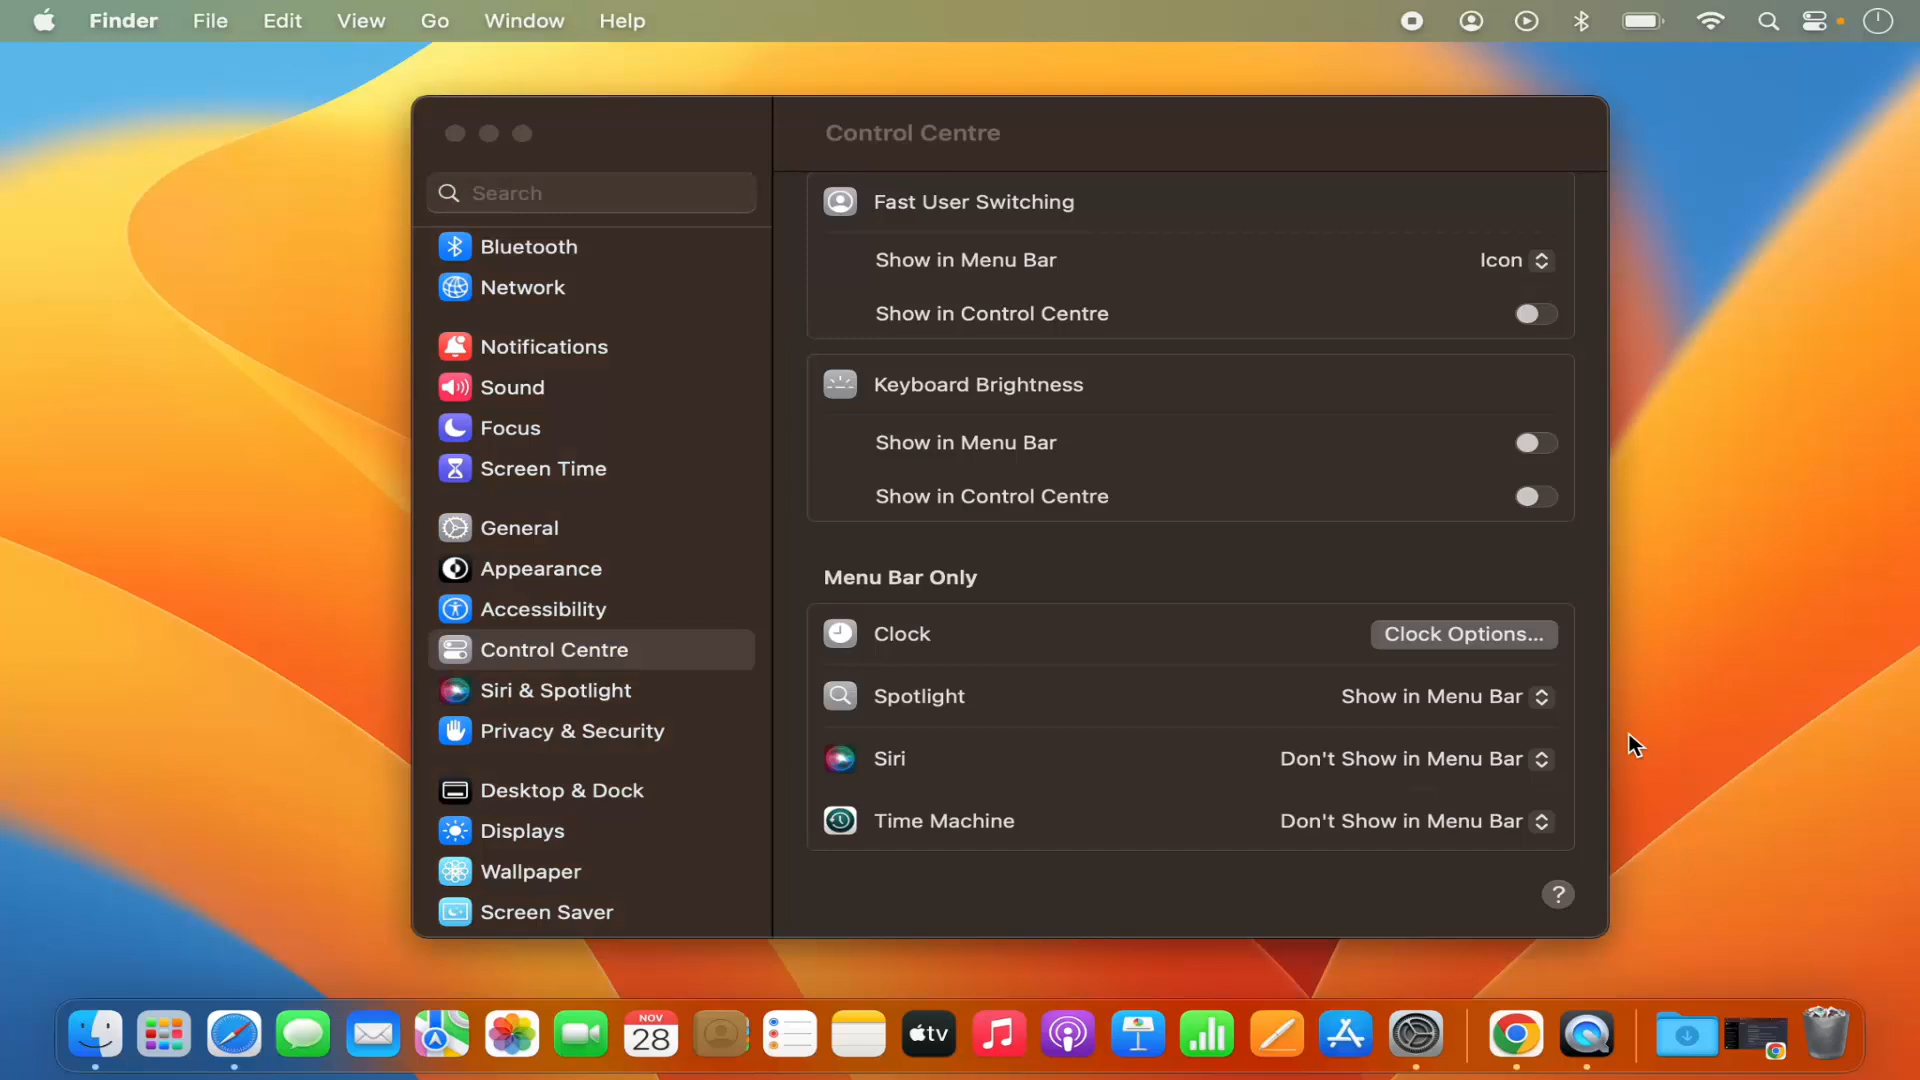 Finder File Edit View Go Window Help
Control Centre
Search
Bluetooth
Network
Notifications
Sound
Focus
Screen Time
General
Appearance
Accessibility
Control Centre
Siri & Spotlight
Privacy & Security
Desktop & Dock
Displays
Wallpaper
Screen Saver
Fast User Switching
Show in Menu Bar Icon
Show in Control Centre
Keyboard Brightness
Show in Menu Bar
Show in Control Centre
Menu Bar Only
Clock Clock Options...
Spotlight Show in Menu Bar
Siri Don't Show in Menu Bar
Time Machine Don't Show in Menu Bar
?
NOV
28
tv